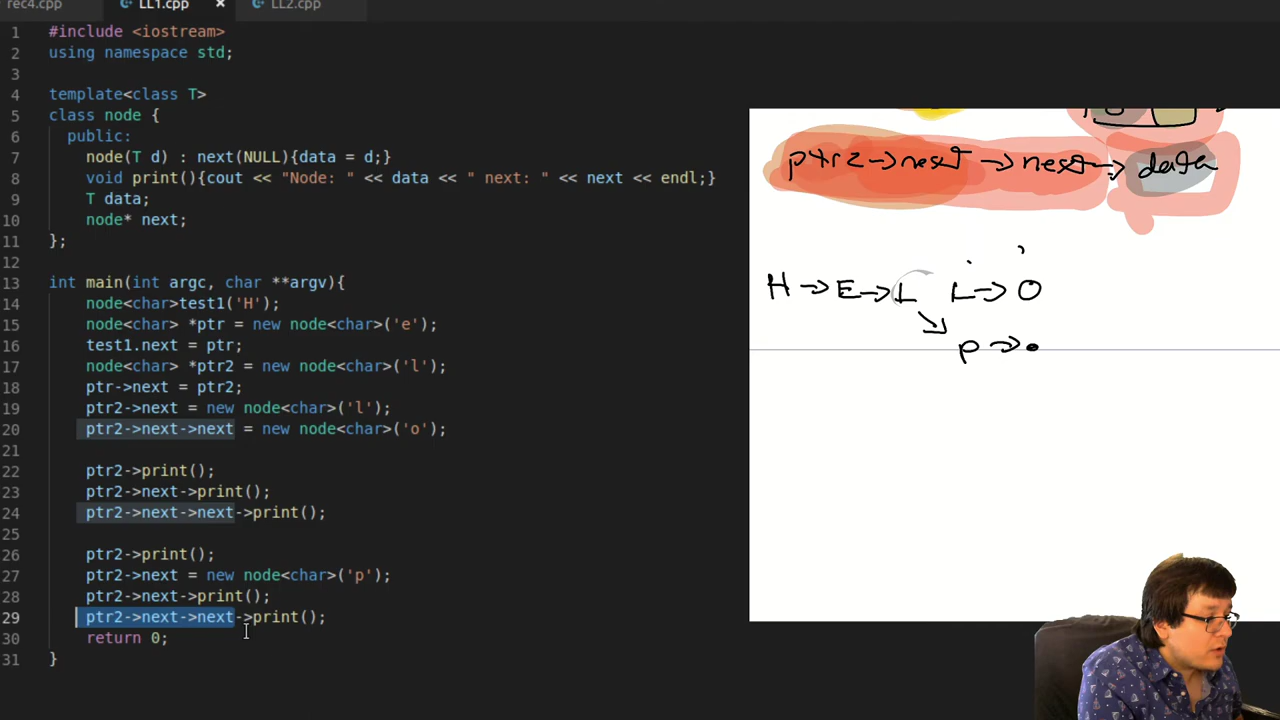 rec4.cpp LL1.cpp × LL2.cpp
1 #include <iostream>
2 using namespace std;
3
4 template<class T>
5 class node {
6 public:
7 node(T d) : next(NULL){data = d;}
8 void print(){cout << "Node: " << data << " next: " << next << endl;}
9 T data;
10 node* next;
11 };
12
13 int main(int argc, char **argv){
14 node<char>test1('H');
15 node<char> *ptr = new node<char>('e');
16 test1.next = ptr;
17 node<char> *ptr2 = new node<char>('l');
18 ptr->next = ptr2;
19 ptr2->next = new node<char>('l');
20 ptr2->next->next = new node<char>('o');
21
22 ptr2->print();
23 ptr2->next->print();
24 ptr2->next->next->print();
25
26 ptr2->print();
27 ptr2->next = new node<char>('p');
28 ptr2->next->print();
29 ptr2->next->next->print();
30 return 0;
31 }
ptr2→next→next→data
H→E→L L→O
p→